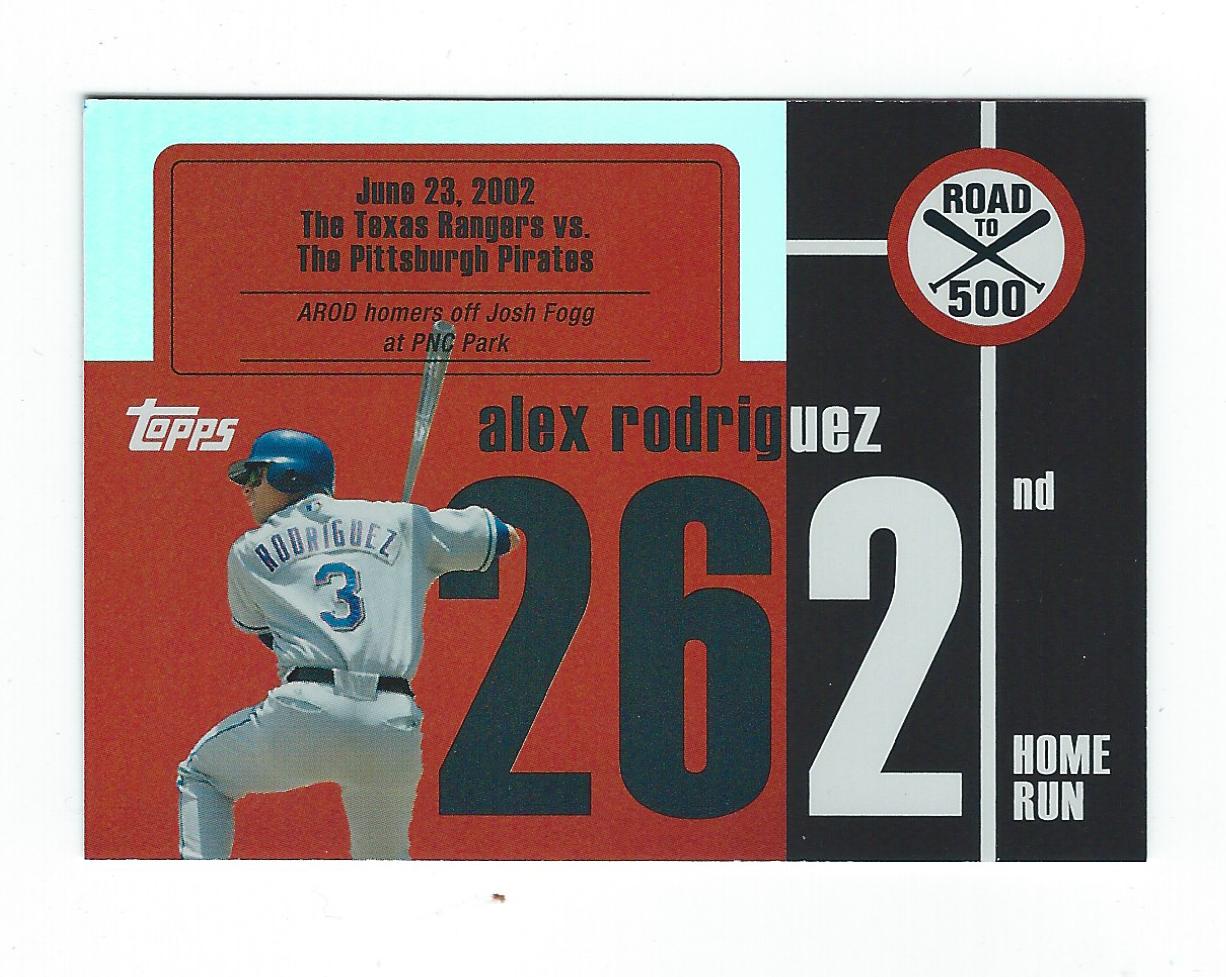 June 23, 2002
The Texas Rangers vs.
The Pittsburgh Pirates
AROD homers off Josh Fogg
at PNC Park
ROAD
TO
500
topps
alex rodriguez
262
nd
HOME
RUN
RODRIGUEZ
3